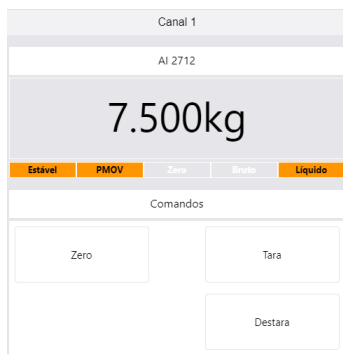 Canal 1
AI 2712
7.500kg
Estável PMOV Zero Bruto Líquido
Comandos
Zero Tara
Destara